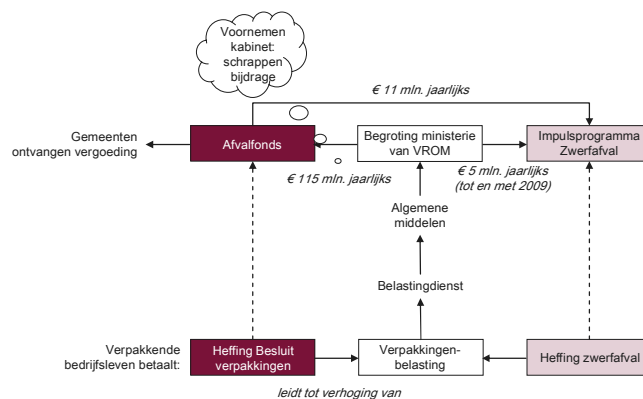 Voornemen
kabinet:
schrappen
bijdrage
€ 11 mln. jaarlijks
Gemeenten
ontvangen vergoeding
Afvalfonds
Begroting ministerie
van VROM
Impulsprogramma
Zwerfafval
€ 115 mln. jaarlijks
€ 5 mln. jaarlijks
(tot en met 2009)
Algemene
middelen
Belastingdienst
Verpakkende
bedrijfsleven betaalt:
Heffing Besluit
verpakkingen
Verpakkingen-
belasting
Heffing zwerfafval
leidt tot verhoging van